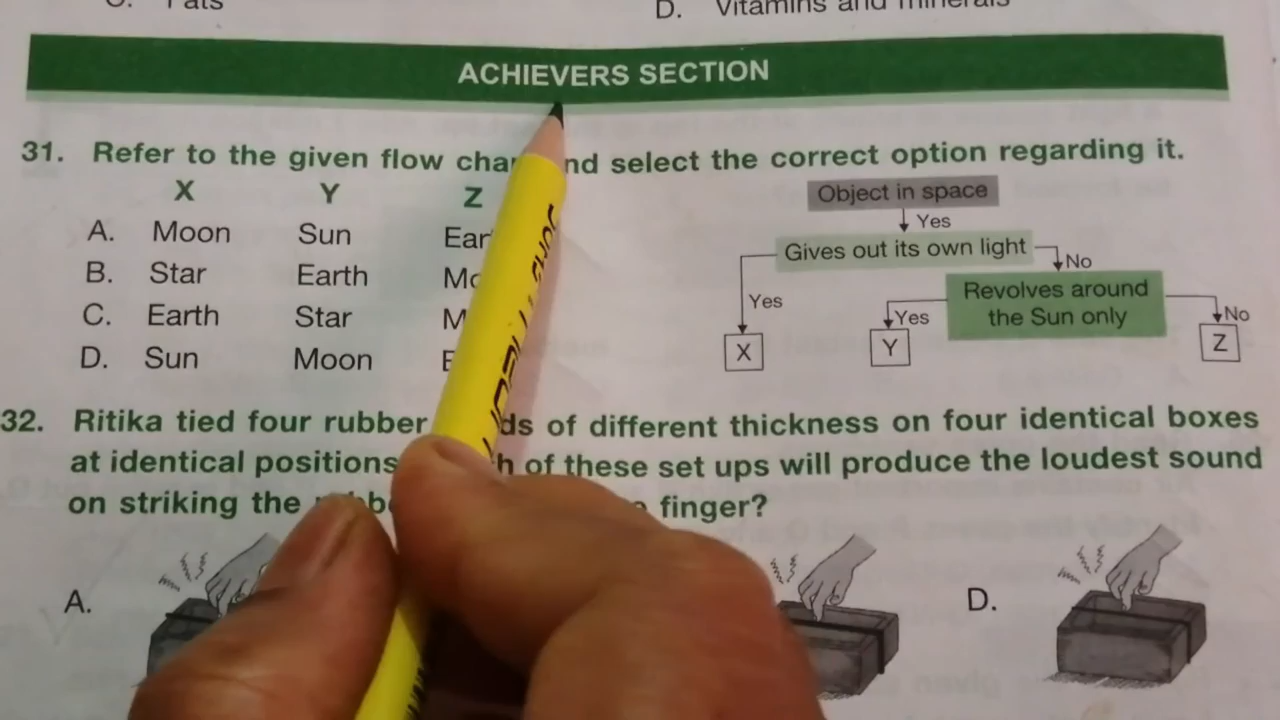 D. Vitamins and minerals
ACHIEVERS SECTION
31. Refer to the given flow and select the correct option regarding it.
X Y Z
A. Moon Sun
B. Star Earth
C. Earth Star
D. Sun Moon
Object in space
Yes
Gives out its own light
No
Yes
Revolves around
the Sun only
Yes
No
X
Y
Z
32. Ritika tied four rubber of different thickness on four identical boxes
at identical positions of these set ups will produce the loudest sound
on striking the finger?
A.
D.